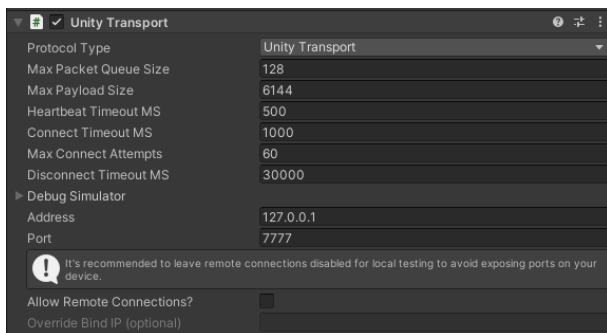 Unity Transport
Protocol Type Unity Transport
Max Packet Queue Size 128
Max Payload Size 6144
Heartbeat Timeout MS 500
Connect Timeout MS 1000
Max Connect Attempts 60
Disconnect Timeout MS 30000
Debug Simulator
Address 127.0.0.1
Port 7777
It's recommended to leave remote connections disabled for local testing to avoid exposing ports on your
device.
Allow Remote Connections?
Override Bind IP (optional)